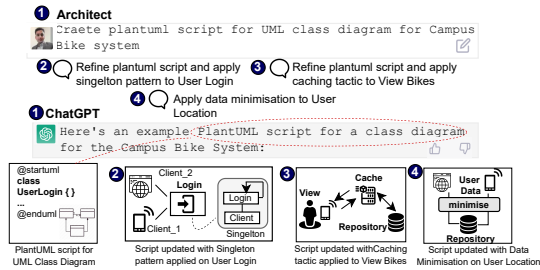 1 Architect
Craete plantuml script for UML class diagram for Campus
Bike system
2 Refine plantuml script and apply
singelton pattern to User Login
3 Refine plantuml script and apply
caching tactic to View Bikes
4 Apply data minimisation to User
Location
1 ChatGPT
Here's an example PlantUML script for a class diagram
for the Campus Bike System:
@startuml
class
UserLogin { }
...
@enduml
PlantUML script for
UML Class Diagram
2
Client_2
Login
Client_1
Login
Client
Singelton
Script updated with Singleton
pattern applied on User Login
3
Cache
View
Repository
Script updated withCaching
tactic applied to View Bikes
4
User
Data
minimise
Repository
Script updated with Data
Minimisation on User Location